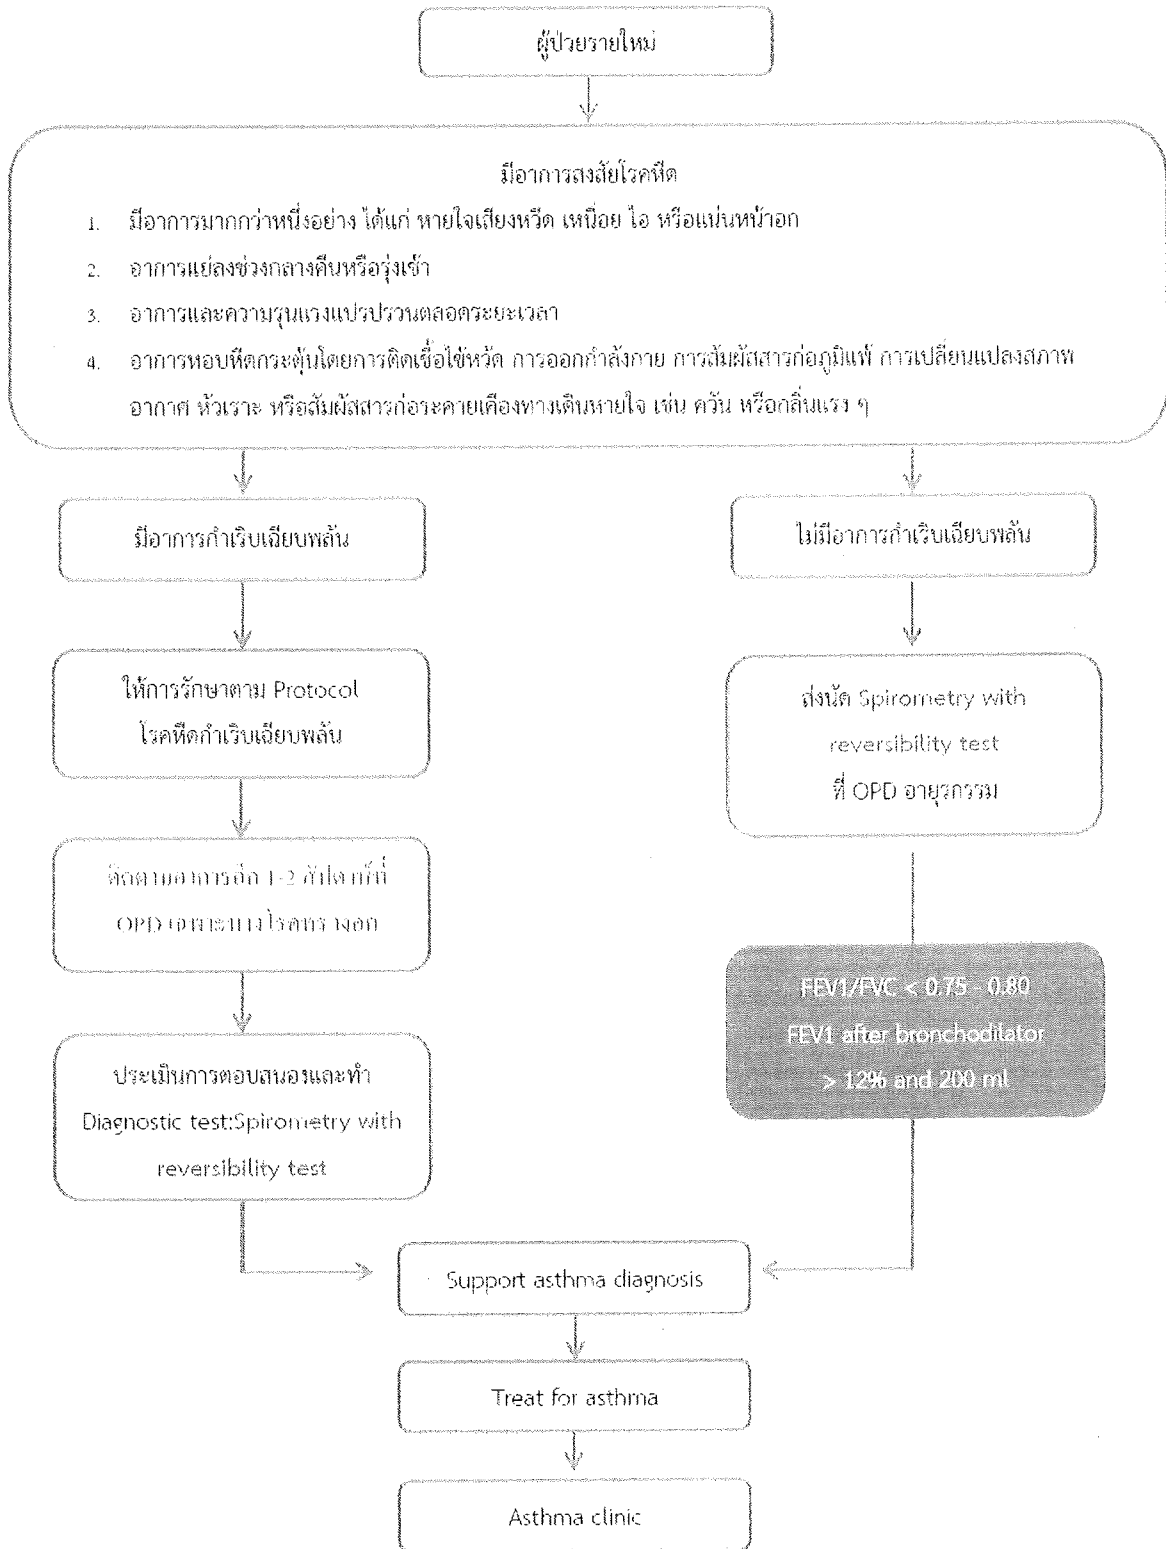 ผู้ป่วยรายใหม่
มีอาการสงสัยโรคหืด
1. มีอาการมากกว่าหนึ่งอย่าง ได้แก่ หายใจเสียงหวีด เหนื่อย ไอ หรือแน่นหน้าอก
2. อาการแย่ลงช่วงกลางคืนหรือรุ่งเช้า
3. อาการและความรุนแรงแปรปรวนตลอดระยะเวลา
4. อาการหอบหืดกระตุ้นโดยการติดเชื้อไข้หวัด การออกกำลังกาย การสัมผัสสารก่อภูมิแพ้ การเปลี่ยนแปลงสภาพ
อากาศ หัวเราะ หรือสัมผัสสารก่อระคายเคืองทางเดินหายใจ เช่น ควัน หรือกลิ่นแรง ๆ
มีอาการกำเริบเฉียบพลัน
ไม่มีอาการกำเริบเฉียบพลัน
ให้การรักษาตาม Protocol
โรคหืดกำเริบเฉียบพลัน
ส่งนัด Spirometry with
reversibility test
ที่ OPD อายุรกรรม
ติดตามอาการอีก 1-2 สัปดาห์ที่
OPD เฉพาะทางโรคทรวงอก
FEV1/FVC < 0.75 - 0.80
FEV1 after bronchodilator
> 12% and 200 ml
ประเมินการตอบสนองและทำ
Diagnostic test:Spirometry with
reversibility test
Support asthma diagnosis
Treat for asthma
Asthma clinic